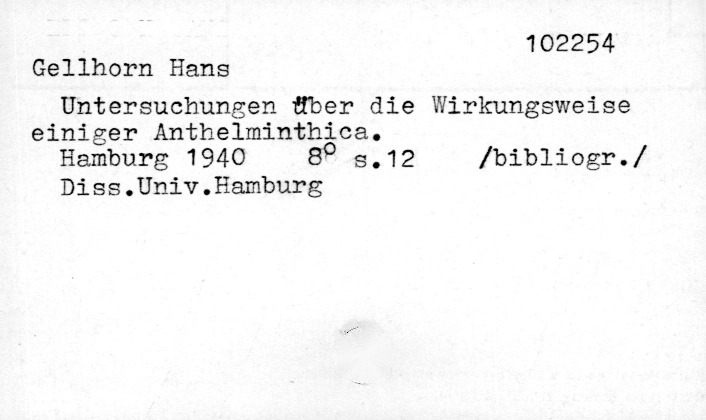 102254
Gellhorn Hans
Untersuchungen über die Wirkungsweise
einiger Anthelminthica.
Hamburg 1940 8° s.12 /bibliogr./
Diss.Univ.Hamburg